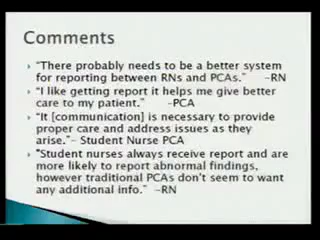 Comments
"There probably needs to be a better system
for reporting between RNs and PCAs." -RN
"I like getting report it helps me give better
care to my patient." -PCA
"It [communication] is necessary to provide
proper care and address issues as they
arise."- Student Nurse PCA
"Student nurses always receive report and are
more likely to report abnormal findings,
however traditional PCAs don't seem to want
any additional info." -RN